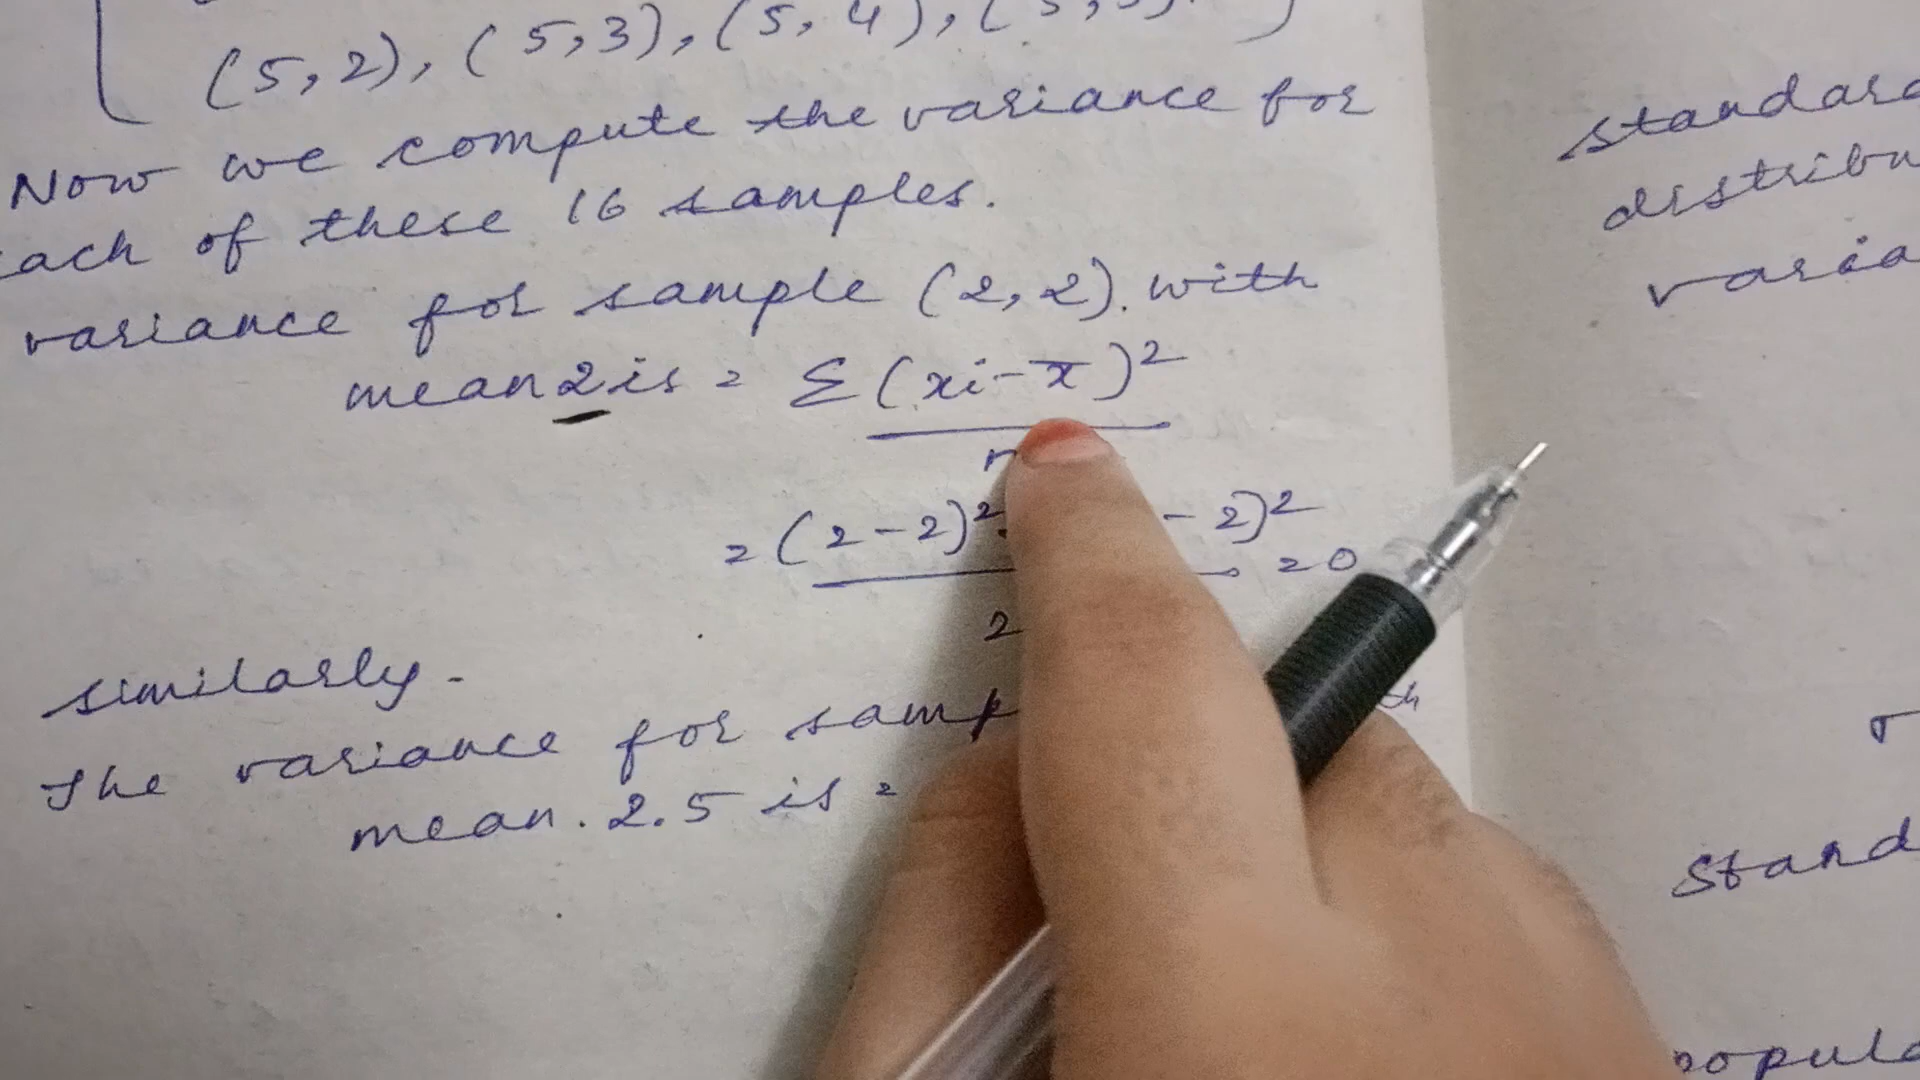 (5,2), (5,3), (5,4), (5,
Now we compute the variance for
each of these 16 samples.
variance for sample (2,2). with
mean 2 is = Σ(xi - x̄)²
n
= (2-2)² - 2)² = 0
2
similarly -
The variance for samp th
mean. 2.5 is =
standard
distribu
varia
σ
stand
popula